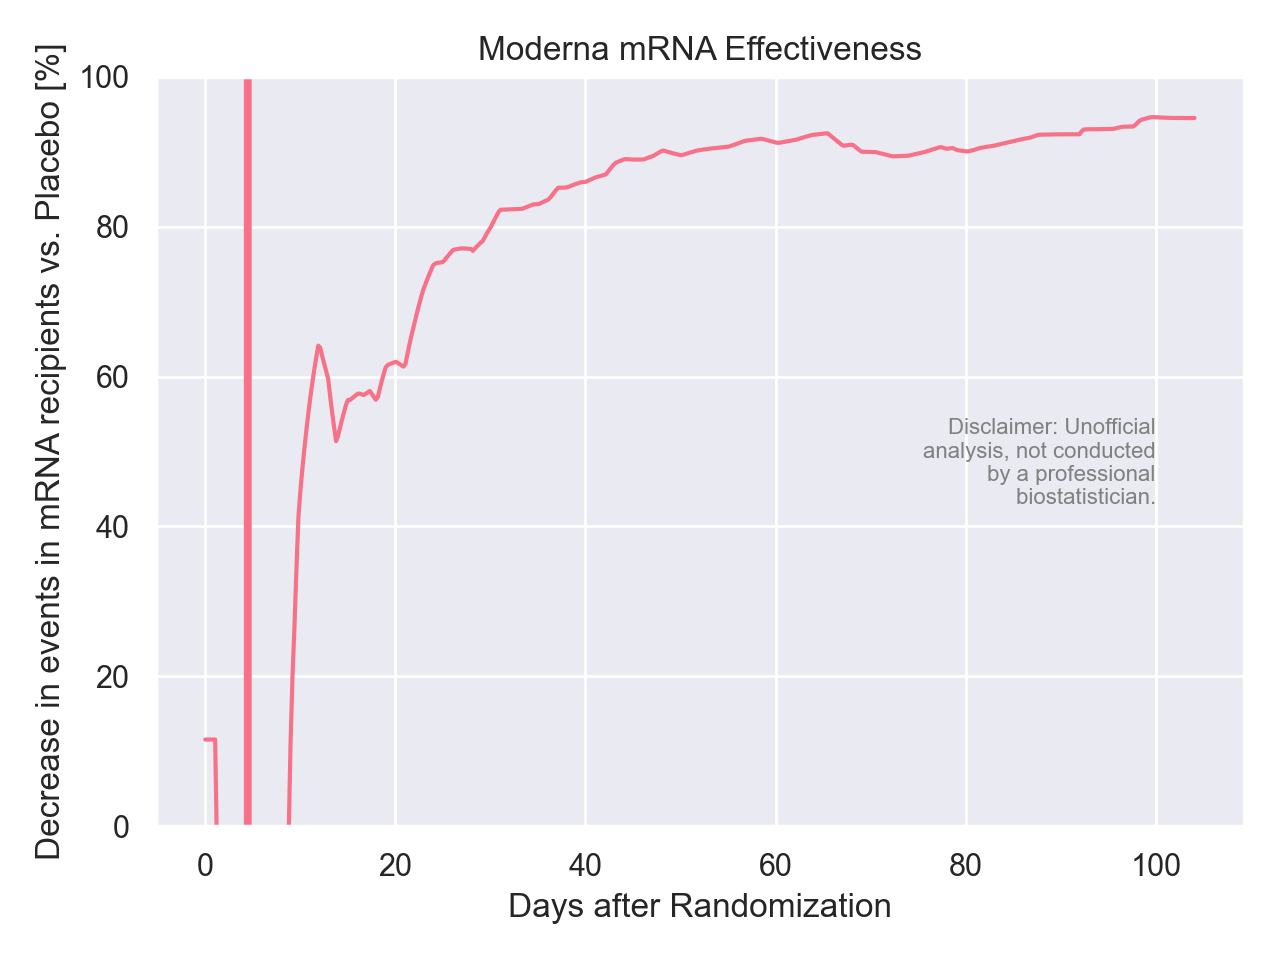 Moderna mRNA Effectiveness
Decrease in events in mRNA recipients vs. Placebo [%]
100
80
60
40
20
0
Disclaimer: Unofficial
analysis, not conducted
by a professional
biostatistician.
0 20 40 60 80 100
Days after Randomization